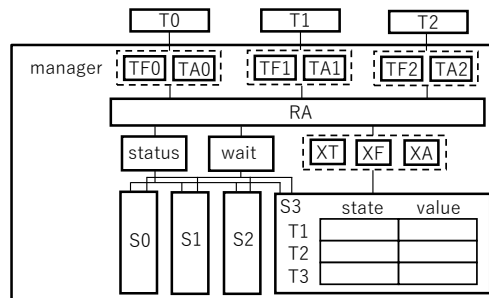 T0 T1 T2
manager TF0 TA0 TF1 TA1 TF2 TA2
RA
status wait XT XF XA
S0 S1 S2 S3 state value
T1
T2
T3